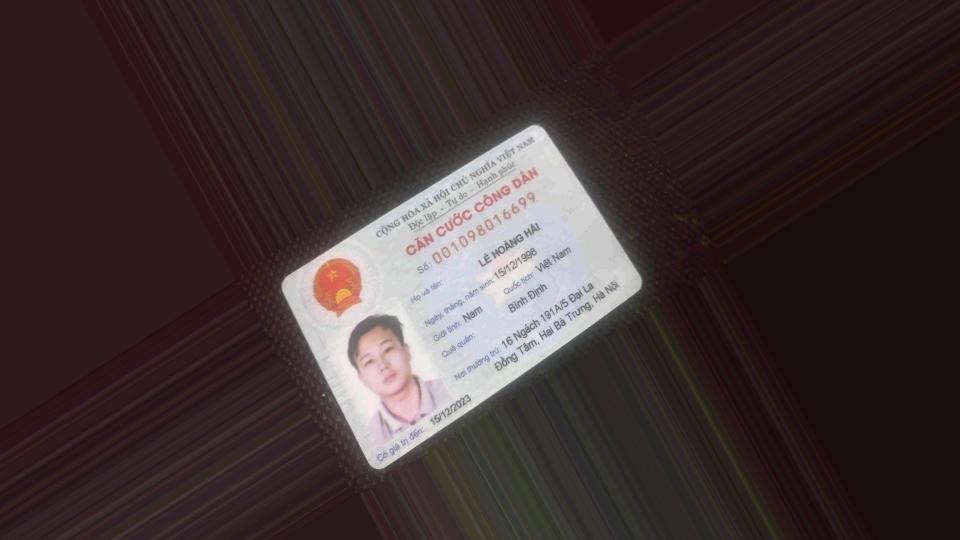 CỘNG HÒA XÃ HỘI CHỦ NGHĨA VIỆT NAM
Độc lập - Tự do - Hạnh phúc
CĂN CƯỚC CÔNG DÂN
Số: 001098016699
Họ và tên: LÊ HOÀNG HẢI
Ngày, tháng, năm sinh: 15/12/1998
Giới tính: Nam Quốc tịch: Việt Nam
Quê quán: Bình Định
Nơi thường trú: 16 Ngách 191A/5 Đại La
Đồng Tâm, Hai Bà Trưng, Hà Nội
Có giá trị đến: 15/12/2023